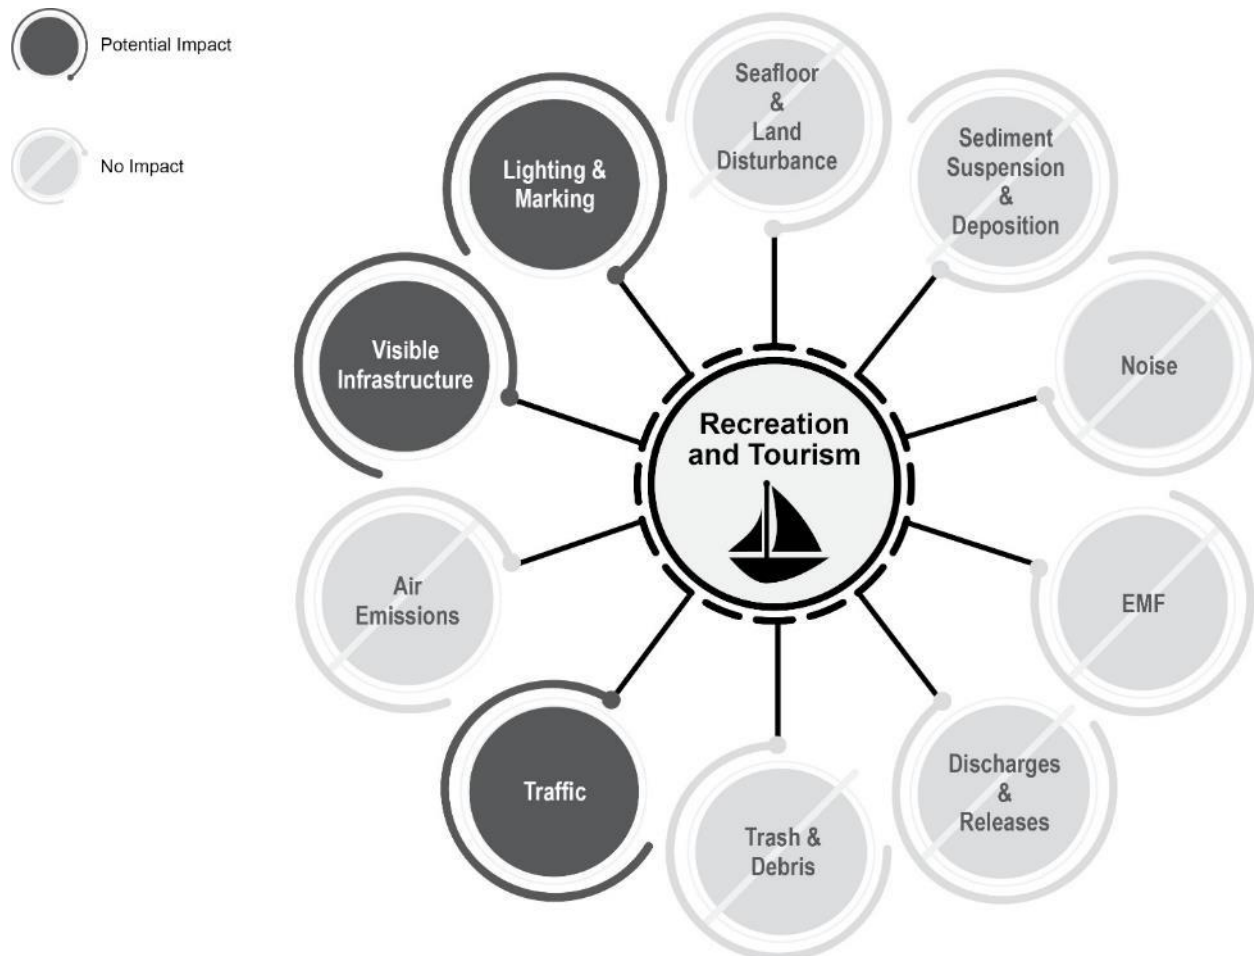 Potential Impact
No Impact
Seafloor
&
Land
Disturbance
Sediment
Suspension
&
Deposition
Lighting &
Marking
Noise
Visible
Infrastructure
Recreation
and Tourism
EMF
Air
Emissions
Discharges
&
Releases
Traffic
Trash &
Debris